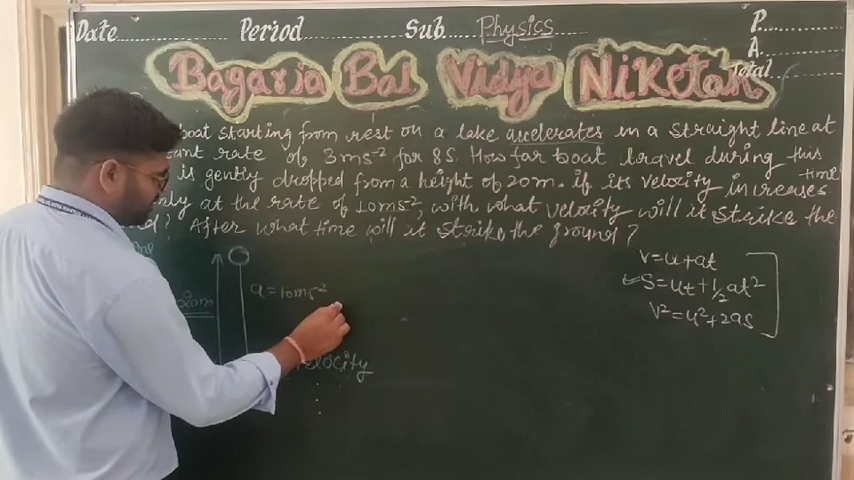 Date Period Sub Physics P
A
Total
Bagaria Bal Vidya NiKetan
boat starting from rest on a lake accelerates in a straight line at
rate of 3ms-2 for 8s. How far boat travel during this
time
is gently dropped from a height of 20m. if its velocity increases
at the rate of 10ms-2, with what velocity will it strike the
? After what time will it strike the ground?
V=u+at
S=ut+1/2at2
V2=u2+2as
20m
a=10ms-2
velocity